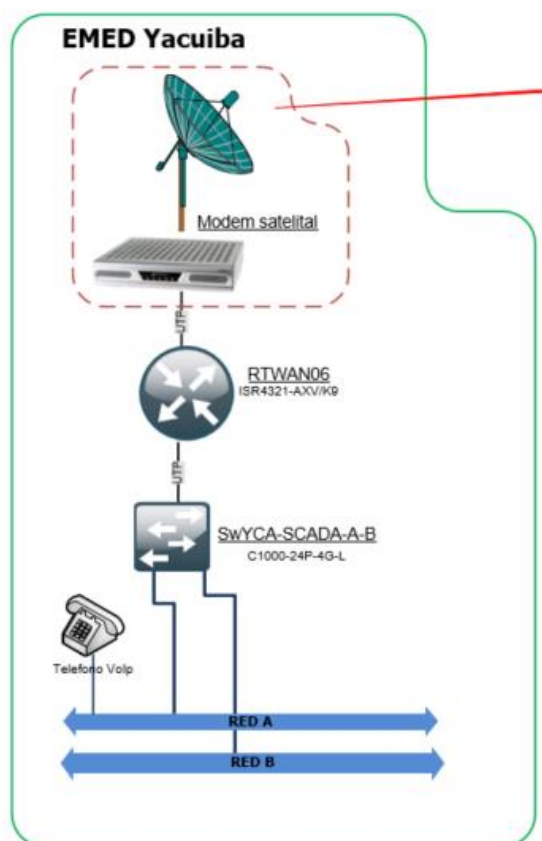 EMED Yacuiba
Modem satelital
UTP
RTWAN06
ISR4321-AXV/K9
UTP
SwYCA-SCADA-A-B
C1000-24P-4G-L
Telefono VoIp
RED A
RED B